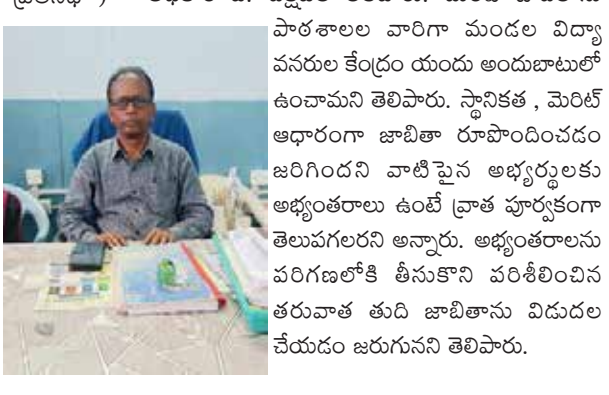 పాఠశాలల వారిగా మండల విద్యా
వనరుల కేంద్రం యందు అందుబాటులో
ఉంచామని తెలిపారు. స్థానికత , మెరిట్
ఆధారంగా జాబితా రూపొందించడం
జరిగిందని వాటిపైన అభ్యర్థులకు
అభ్యంతరాలు ఉంటే వ్రాత పూర్వకంగా
తెలుపగలరని అన్నారు. అభ్యంతరాలను
పరిగణలోకి తీసుకొని పరిశీలించిన
తరువాత తుది జాబితాను విడుదల
చేయడం జరుగునని తెలిపారు.